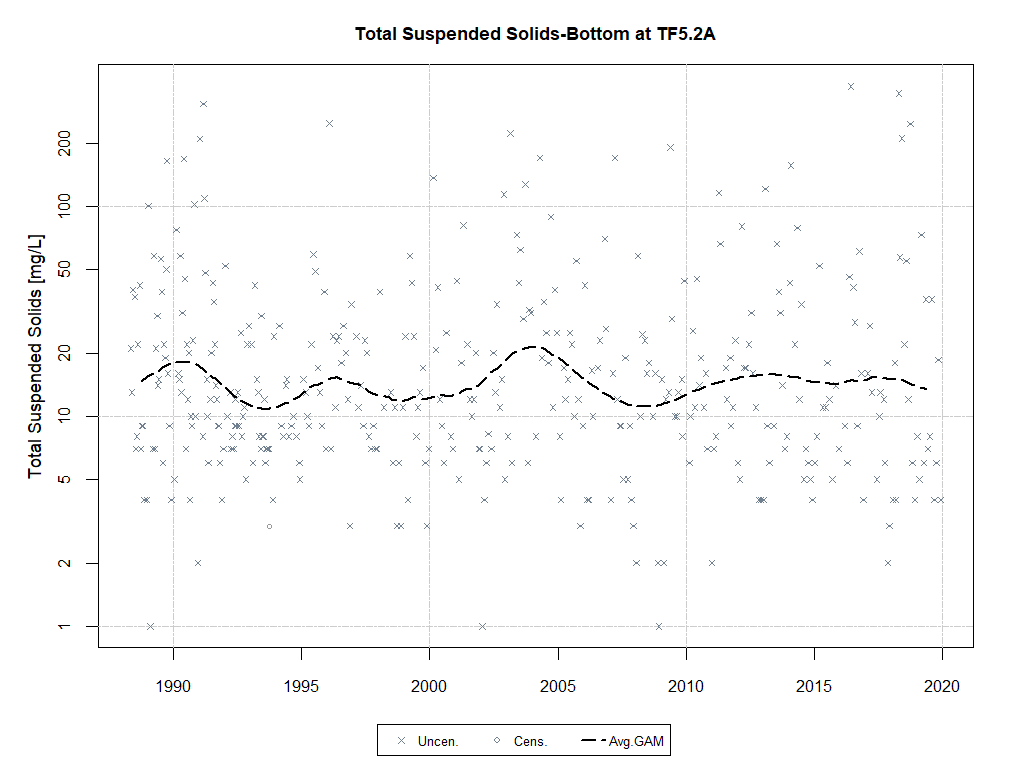 Total Suspended Solids-Bottom at TF5.2A
Total Suspended Solids [mg/L]
200
100
50
20
10
5
2
1
1990 1995 2000 2005 2010 2015 2020
Uncen. Cens. Avg.GAM